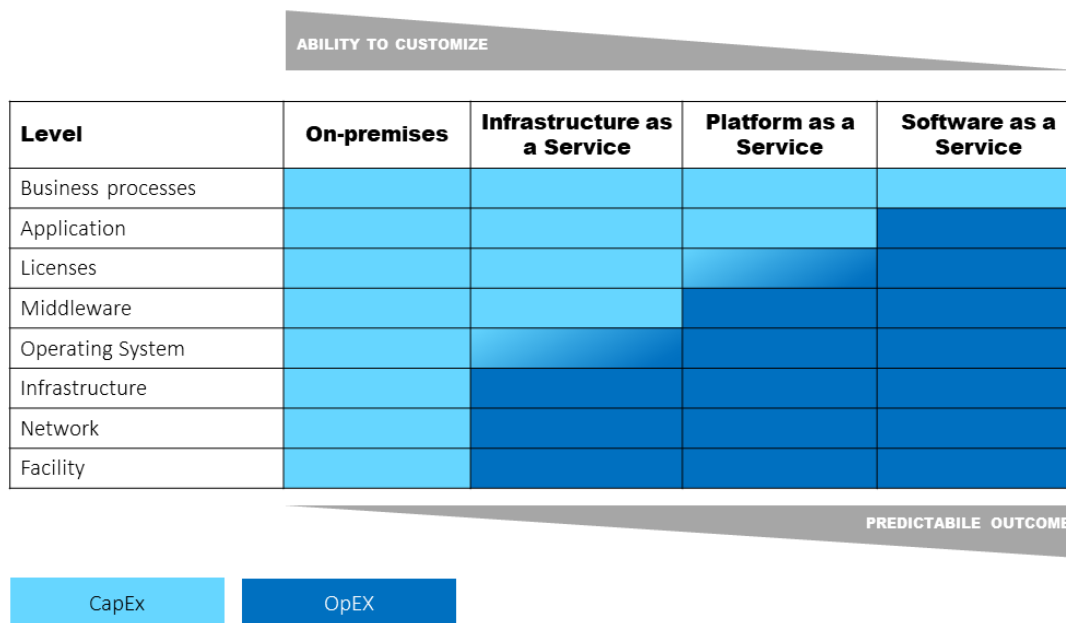 ABILITY TO CUSTOMIZE
Level
On-premises
Infrastructure as
a Service
Platform as a
Service
Software as a
Service
Business processes
Application
Licenses
Middleware
Operating System
Infrastructure
Network
Facility
PREDICTABILE OUTCOME
CapEx
OpEX